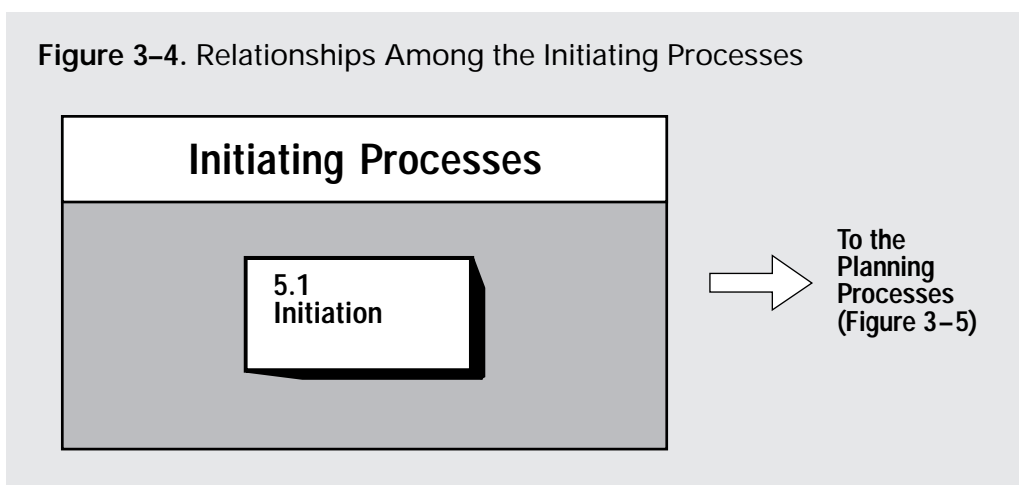 Figure 3–4. Relationships Among the Initiating Processes
Initiating Processes
5.1
Initiation
To the
Planning
Processes
(Figure 3–5)